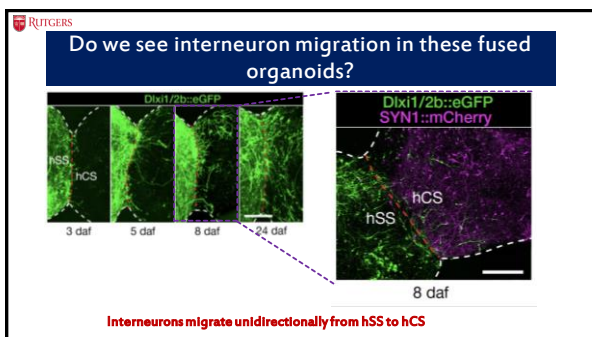 RUTGERS
Do we see interneuron migration in these fused
organoids?
Dlxi1/2b::eGFP
hSS
hCS
3 daf
5 daf
8 daf
24 daf
Dlxi1/2b::eGFP
SYN1::mCherry
hCS
hSS
8 daf
Interneurons migrate unidirectionally from hSS to hCS